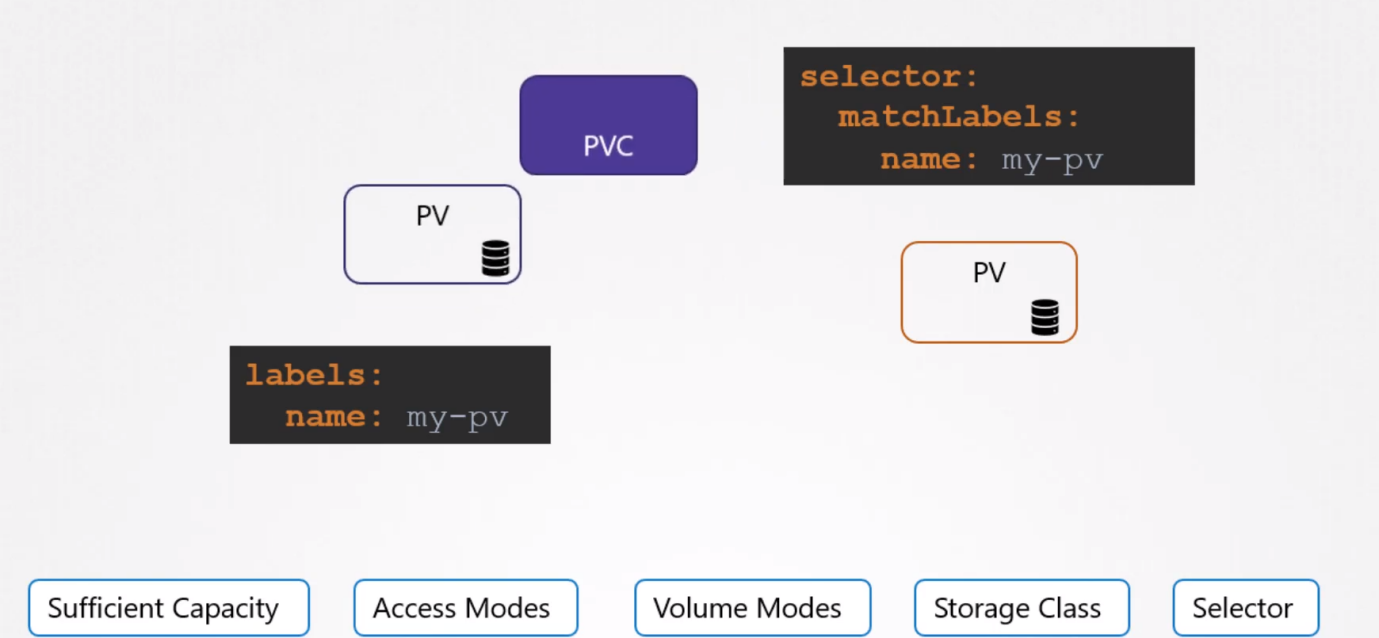 PVC
selector:
matchLabels:
name: my-pv
PV
PV
labels:
name: my-pv
Sufficient Capacity
Access Modes
Volume Modes
Storage Class
Selector